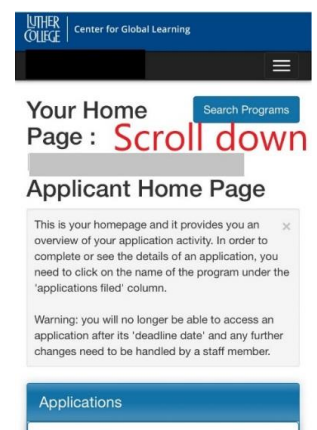 LUTHER
COLLEGE
Center for Global Learning
Your Home
Search Programs
Page :
Scroll down
Applicant Home Page
This is your homepage and it provides you an
×
overview of your application activity. In order to
complete or see the details of an application, you
need to click on the name of the program under the
'applications filed' column.
Warning: you will no longer be able to access an
application after its 'deadline date' and any further
changes need to be handled by a staff member.
Applications